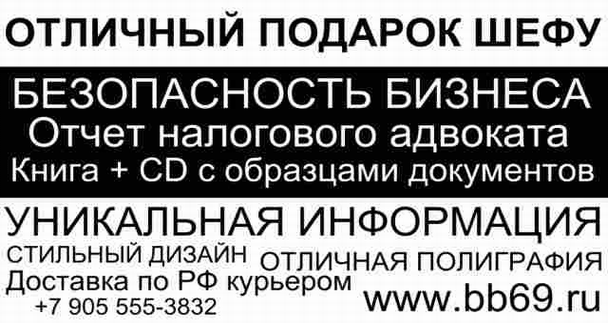 ОТЛИЧНЫЙ ПОДАРОК ШЕФУ
БЕЗОПАСНОСТЬ БИЗНЕСА
Отчет налогового адвоката
Книга + CD с образцами документов
УНИКАЛЬНАЯ ИНФОРМАЦИЯ
СТИЛЬНЫЙ ДИЗАЙН ОТЛИЧНАЯ ПОЛИГРАФИЯ
Доставка по РФ курьером
+7 905 555-3832 www.bb69.ru